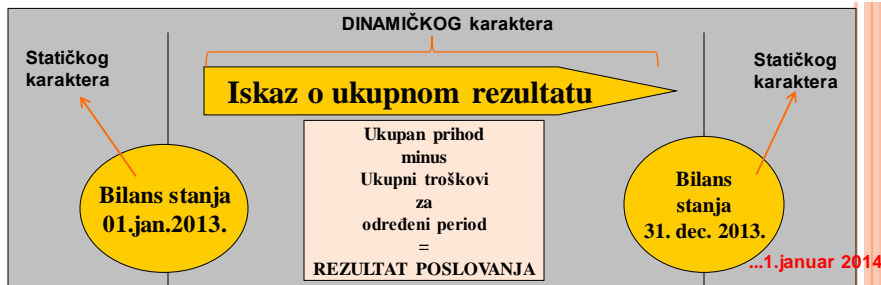 DINAMIČKOG karaktera
Statičkog
karaktera
Iskaz o ukupnom rezultatu
Statičkog
karaktera
Bilans stanja
01.jan.2013.
Ukupan prihod
minus
Ukupni troškovi
za
određeni period
=
REZULTAT POSLOVANJA
Bilans
stanja
31. dec. 2013.
...1.januar 2014